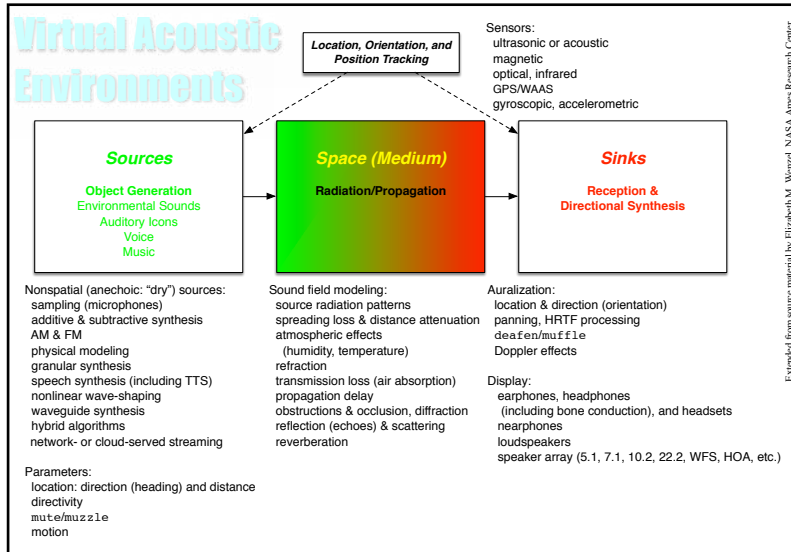 Virtual Acoustic
Environments
Location, Orientation, and
Position Tracking
Sensors:
ultrasonic or acoustic
magnetic
optical, infrared
GPS/WAAS
gyroscopic, accelerometric
Sources
Object Generation
Environmental Sounds
Auditory Icons
Voice
Music
Space (Medium)
Radiation/Propagation
Sinks
Reception &
Directional Synthesis
Nonspatial (anechoic: “dry”) sources:
sampling (microphones)
additive & subtractive synthesis
AM & FM
physical modeling
granular synthesis
speech synthesis (including TTS)
nonlinear wave-shaping
waveguide synthesis
hybrid algorithms
network- or cloud-served streaming
Parameters:
location: direction (heading) and distance
directivity
mute/muzzle
motion
Sound field modeling:
source radiation patterns
spreading loss & distance attenuation
atmospheric effects
(humidity, temperature)
refraction
transmission loss (air absorption)
propagation delay
obstructions & occlusion, diffraction
reflection (echoes) & scattering
reverberation
Auralization:
location & direction (orientation)
panning, HRTF processing
deafen/muffle
Doppler effects
Display:
earphones, headphones
(including bone conduction), and headsets
nearphones
loudspeakers
speaker array (5.1, 7.1, 10.2, 22.2, WFS, HOA, etc.)
Extended from source material by Elizabeth M. Wenzel, NASA Ames Research Center